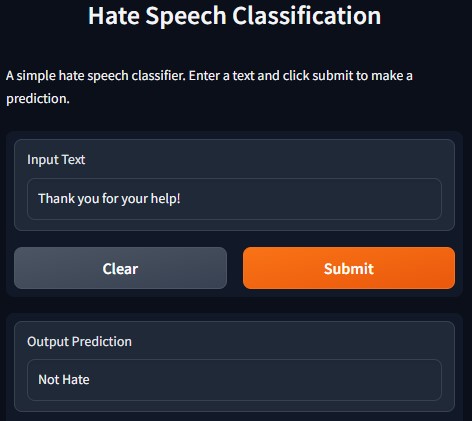 Hate Speech Classification
A simple hate speech classifier. Enter a text and click submit to make a
prediction.
Input Text
Thank you for your help!
Clear
Submit
Output Prediction
Not Hate